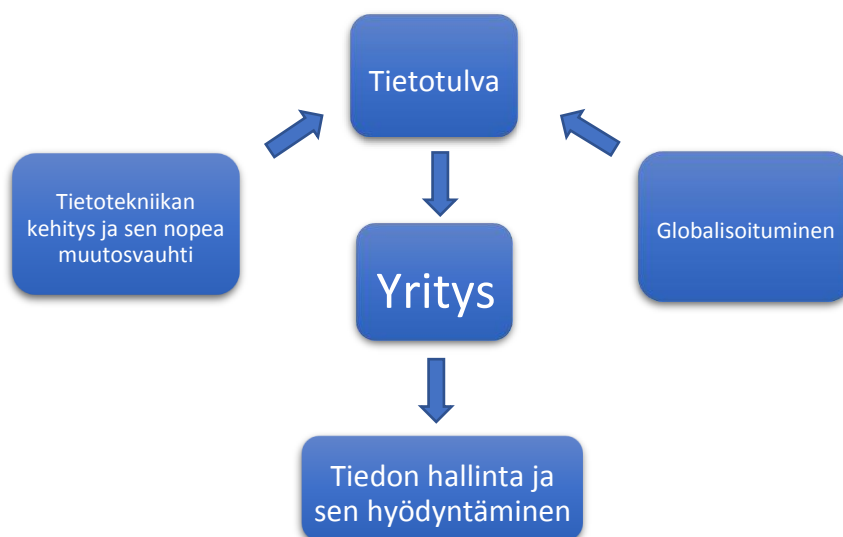 Tietotulva
Tietotekniikan
kehitys ja sen nopea
muutosvauhti
Globalisoituminen
Yritys
Tiedon hallinta ja
sen hyödyntäminen